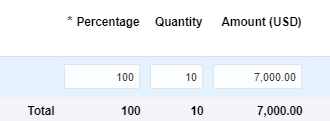 * Percentage Quantity Amount (USD)
100 10 7,000.00
Total 100 10 7,000.00